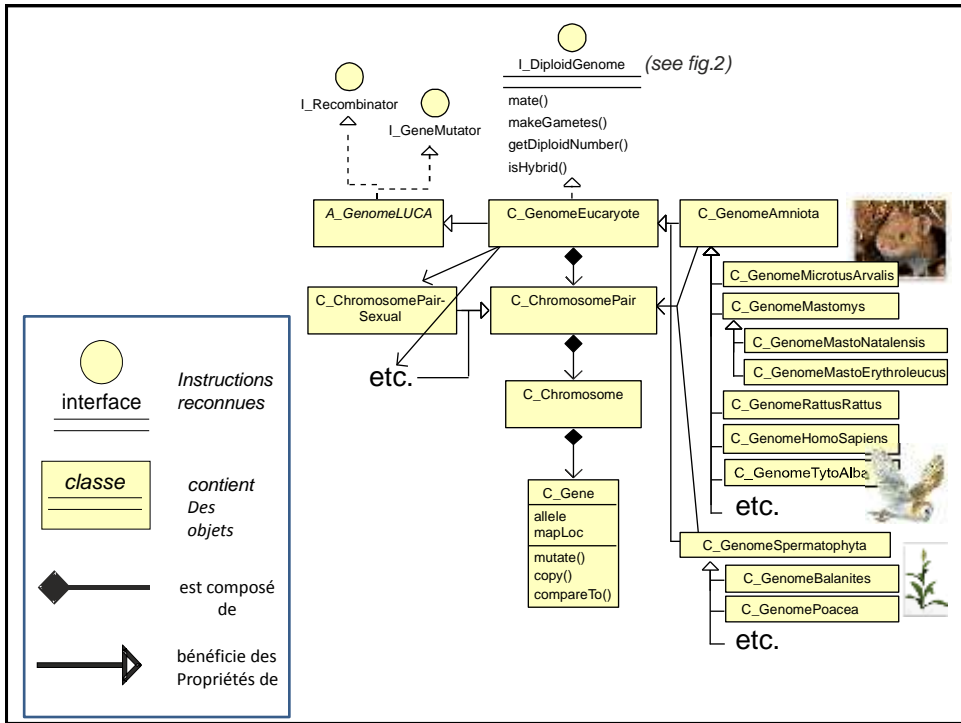 I_DiploidGenome
(see fig.2)
mate()
makeGametes()
getDiploidNumber()
isHybrid()
I_Recombinator
I_GeneMutator
A_GenomeLUCA
C_GenomeEucaryote
C_GenomeAmniota
C_GenomeMicrotusArvalis
C_GenomeMastomys
C_GenomeMastoNatalensis
C_GenomeMastoErythroleucus
C_GenomeRattusRattus
C_GenomeHomoSapiens
C_GenomeTytoAlba
etc.
C_ChromosomePair-
Sexual
C_ChromosomePair
etc.
C_Chromosome
C_Gene
allele
mapLoc
mutate()
copy()
compareTo()
C_GenomeSpermatophyta
C_GenomeBalanites
C_GenomePoacea
etc.
interface
Instructions
reconnues
classe
contient
Des
objets
est composé
de
bénéficie des
Propriétés de